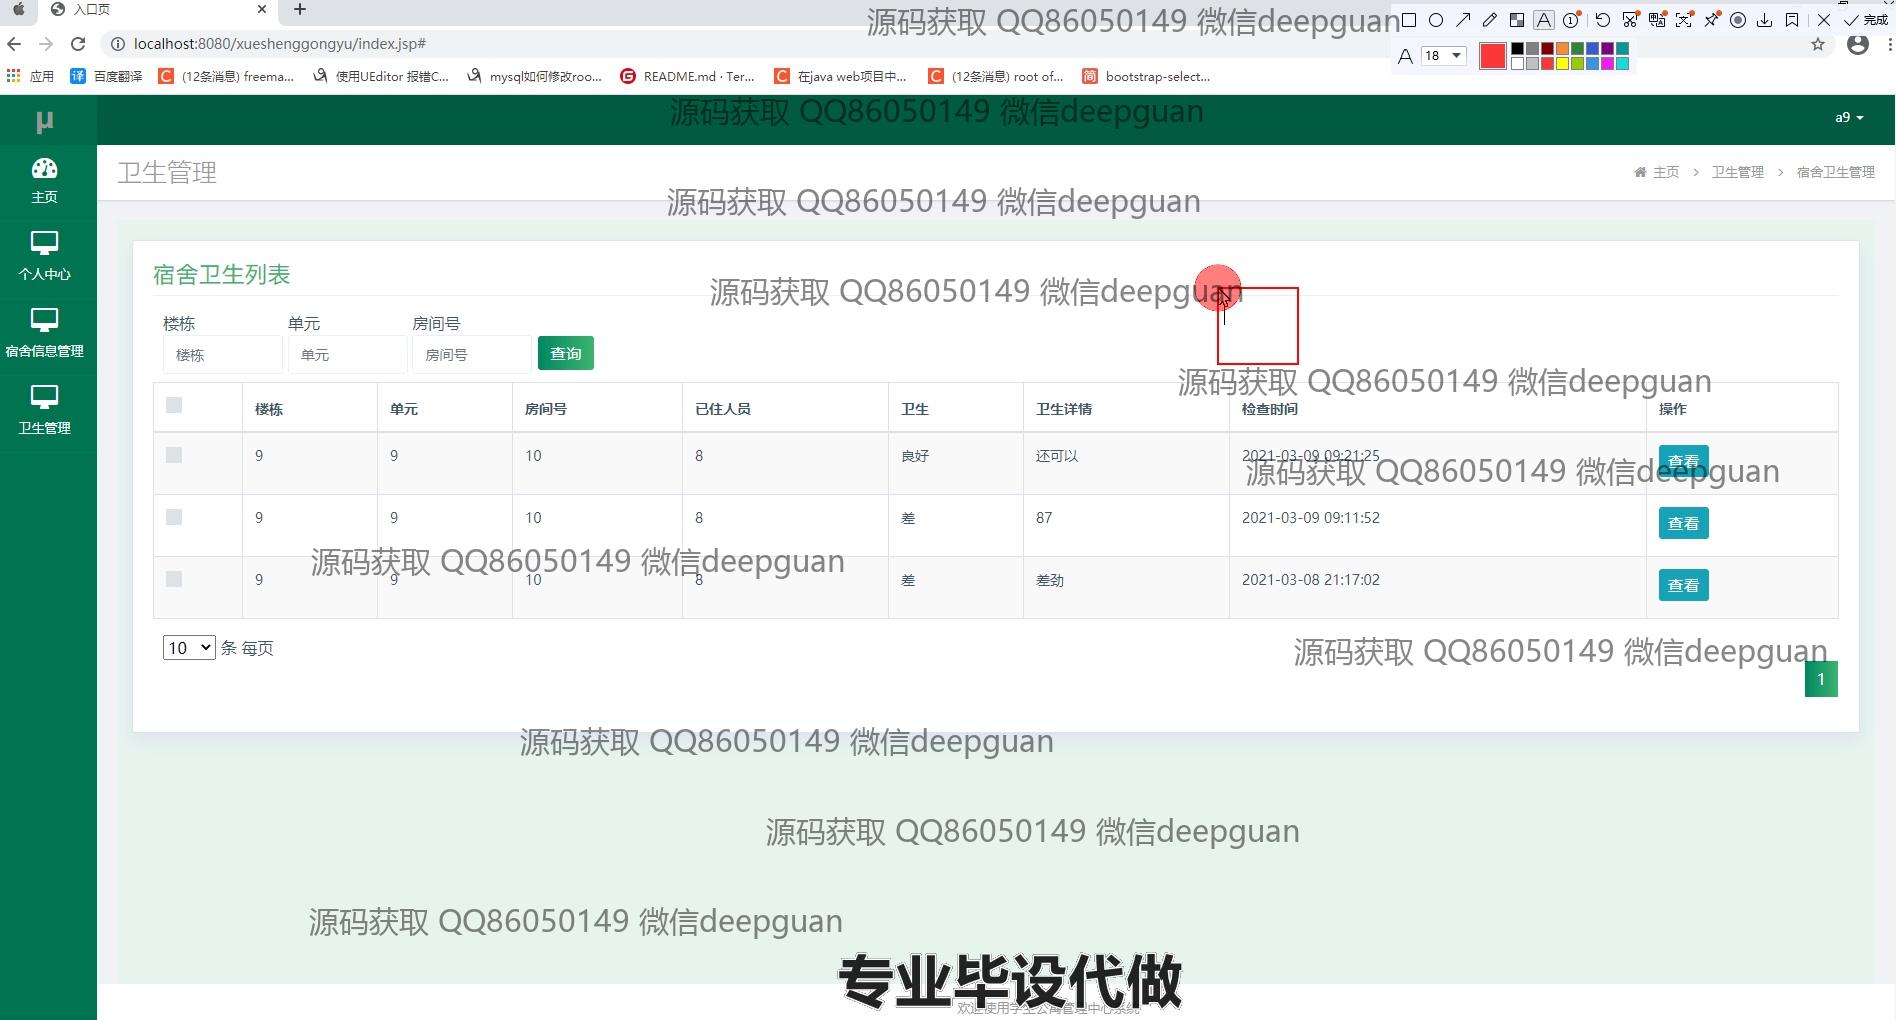 入口页
源码获取 QQ86050149 微信deepguan
完成
localhost:8080/xueshenggongyu/index.jsp#
A 18
应用 百度翻译 (12条消息) freema... 使用UEditor 报错C... mysql如何修改roo... README.md · Ter... 在java web项目中... (12条消息) root of... bootstrap-select...
源码获取 QQ86050149 微信deepguan
μ
a9
卫生管理
主页 > 卫生管理 > 宿舍卫生管理
主页
源码获取 QQ86050149 微信deepguan
个人中心
宿舍信息管理
卫生管理
宿舍卫生列表
源码获取 QQ86050149 微信deepguan
楼栋 单元 房间号
楼栋 单元 房间号 查询
源码获取 QQ86050149 微信deepguan
楼栋 单元 房间号 已住人员 卫生 卫生详情 检查时间 操作
9 9 10 8 良好 还可以 2021-03-09 09:21:25 查看
源码获取 QQ86050149 微信deepguan
9 9 10 8 差 87 2021-03-09 09:11:52 查看
源码获取 QQ86050149 微信deepguan
9 9 10 8 差 差劲 2021-03-08 21:17:02 查看
10 条 每页
源码获取 QQ86050149 微信deepguan
1
源码获取 QQ86050149 微信deepguan
源码获取 QQ86050149 微信deepguan
源码获取 QQ86050149 微信deepguan
专业毕设代做
欢迎使用学生公寓管理中心系统